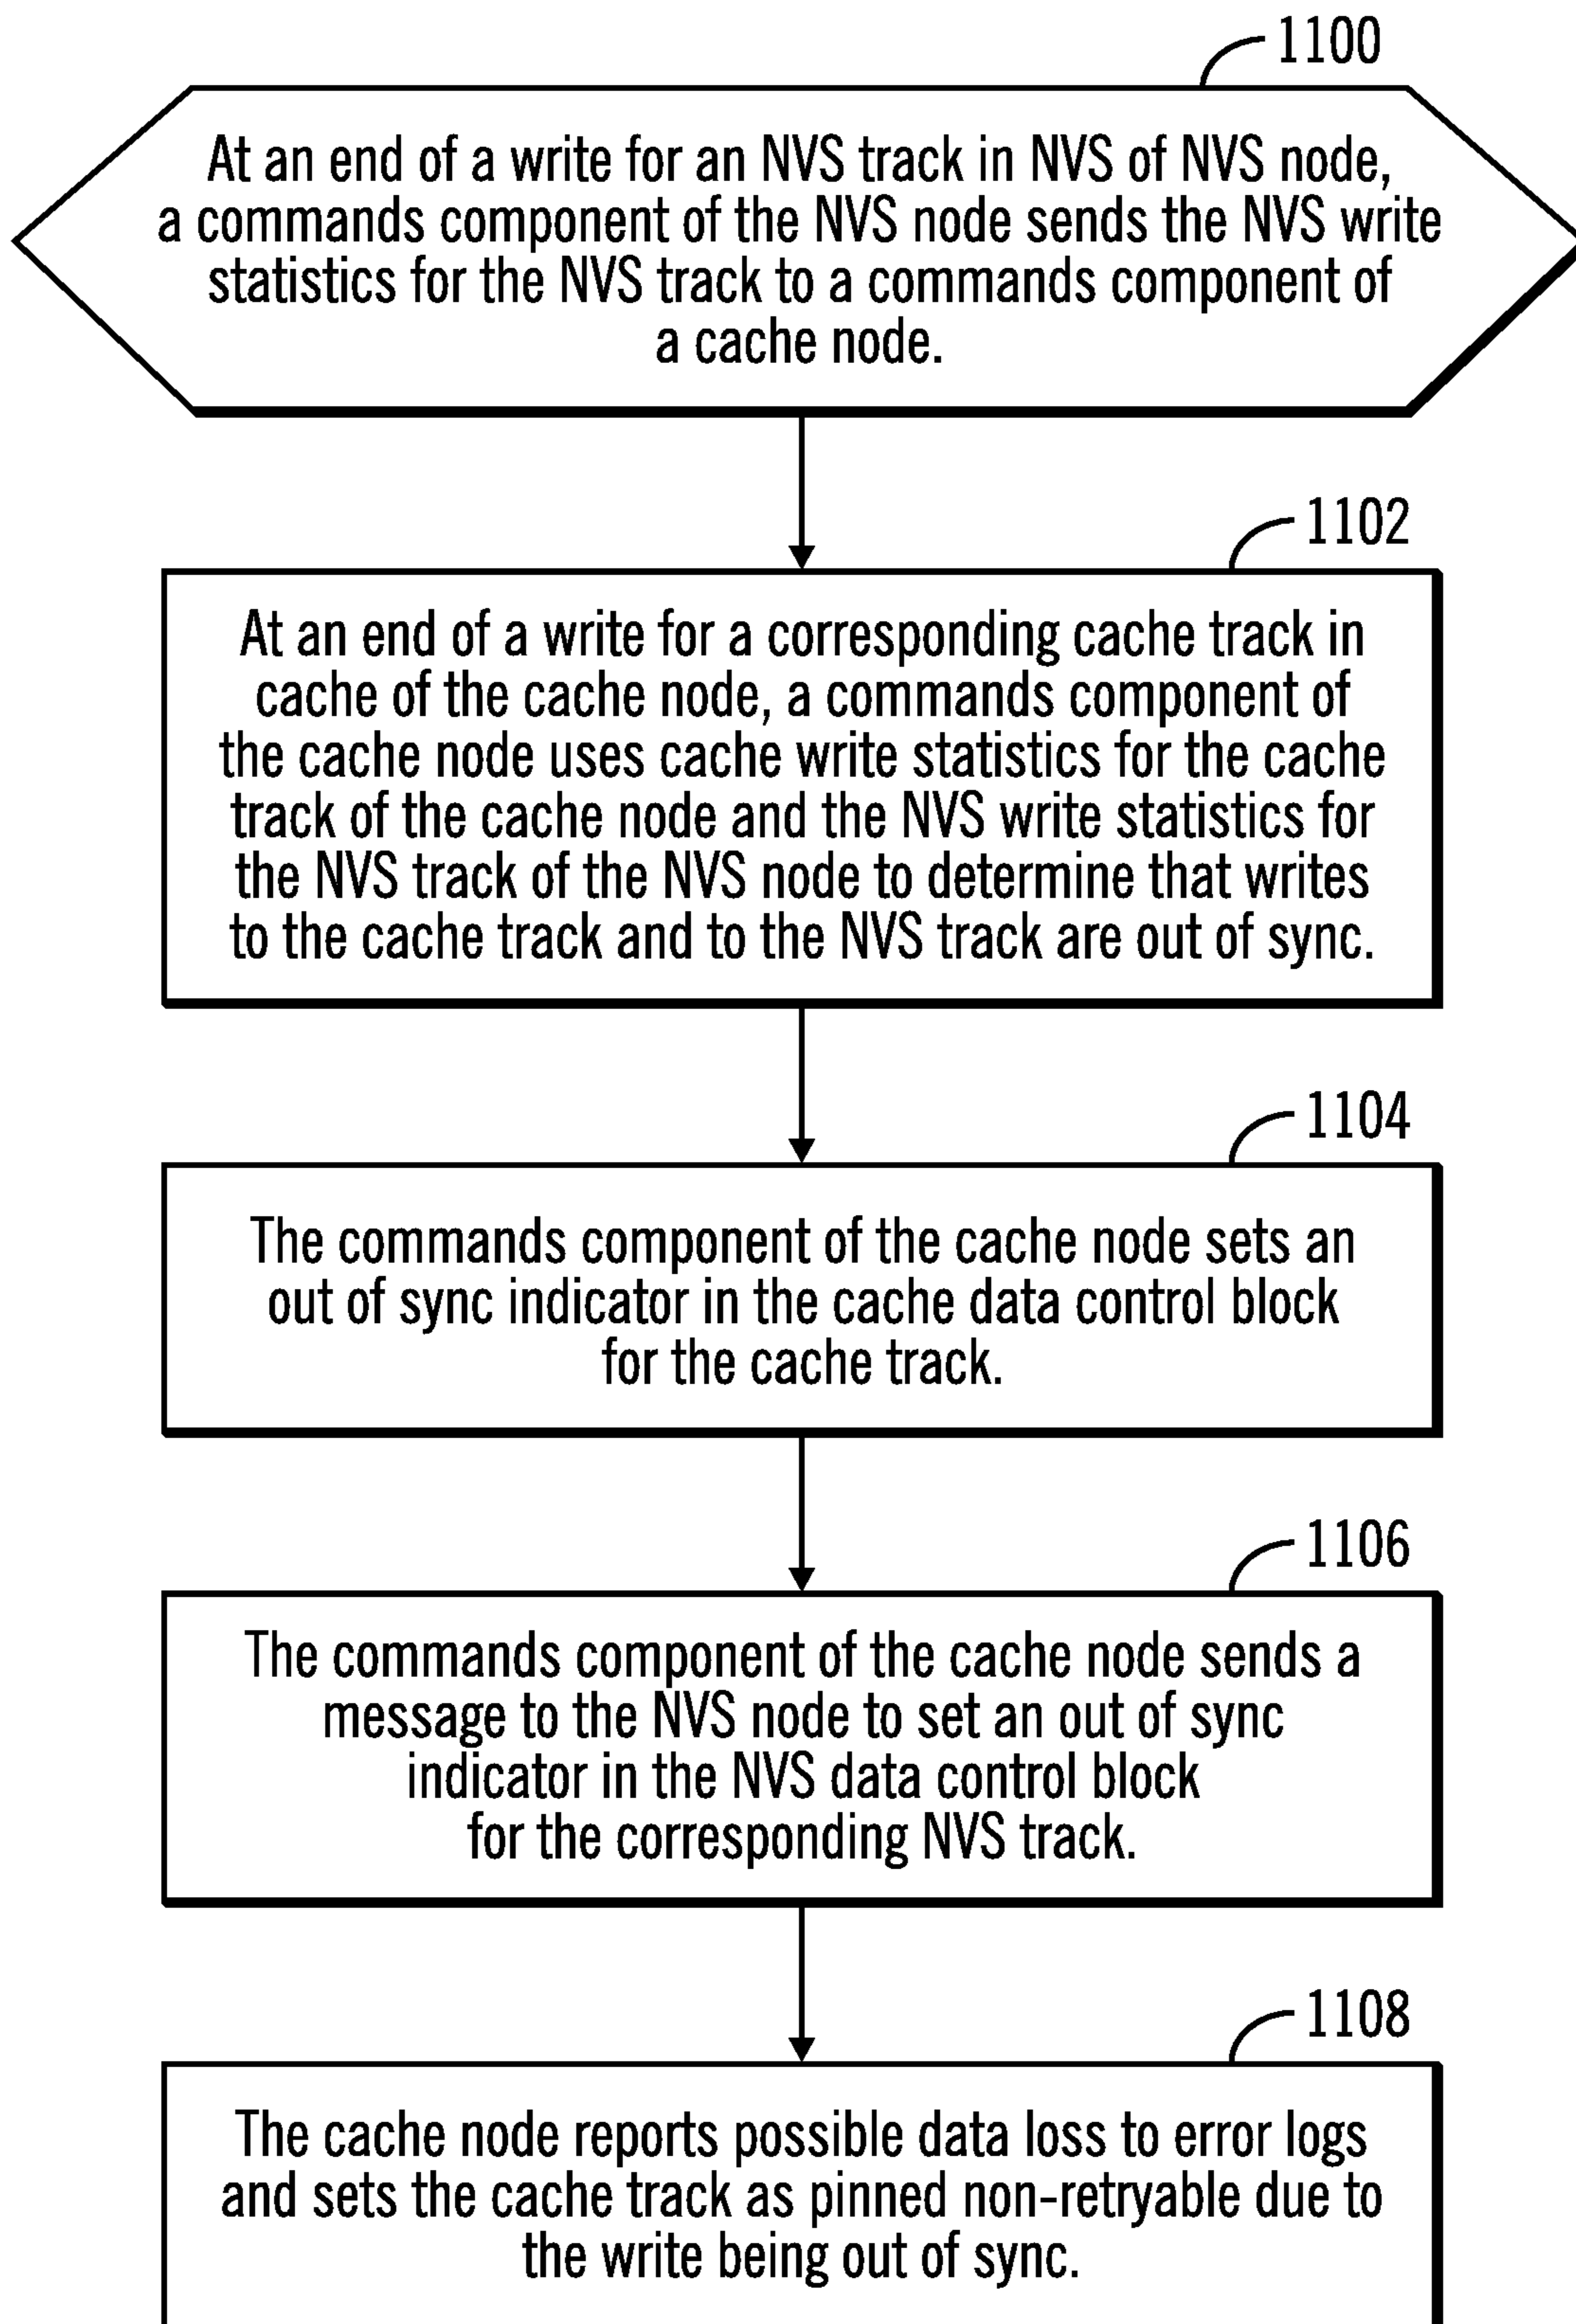 1100
At an end of a write for an NVS track in NVS of NVS node,
a commands component of the NVS node sends the NVS write
statistics for the NVS track to a commands component of
a cache node.
1102
At an end of a write for a corresponding cache track in
cache of the cache node, a commands component of
the cache node uses cache write statistics for the cache
track of the cache node and the NVS write statistics for
the NVS track of the NVS node to determine that writes
to the cache track and to the NVS track are out of sync.
1104
The commands component of the cache node sets an
out of sync indicator in the cache data control block
for the cache track.
1106
The commands component of the cache node sends a
message to the NVS node to set an out of sync
indicator in the NVS data control block
for the corresponding NVS track.
1108
The cache node reports possible data loss to error logs
and sets the cache track as pinned non-retryable due to
the write being out of sync.